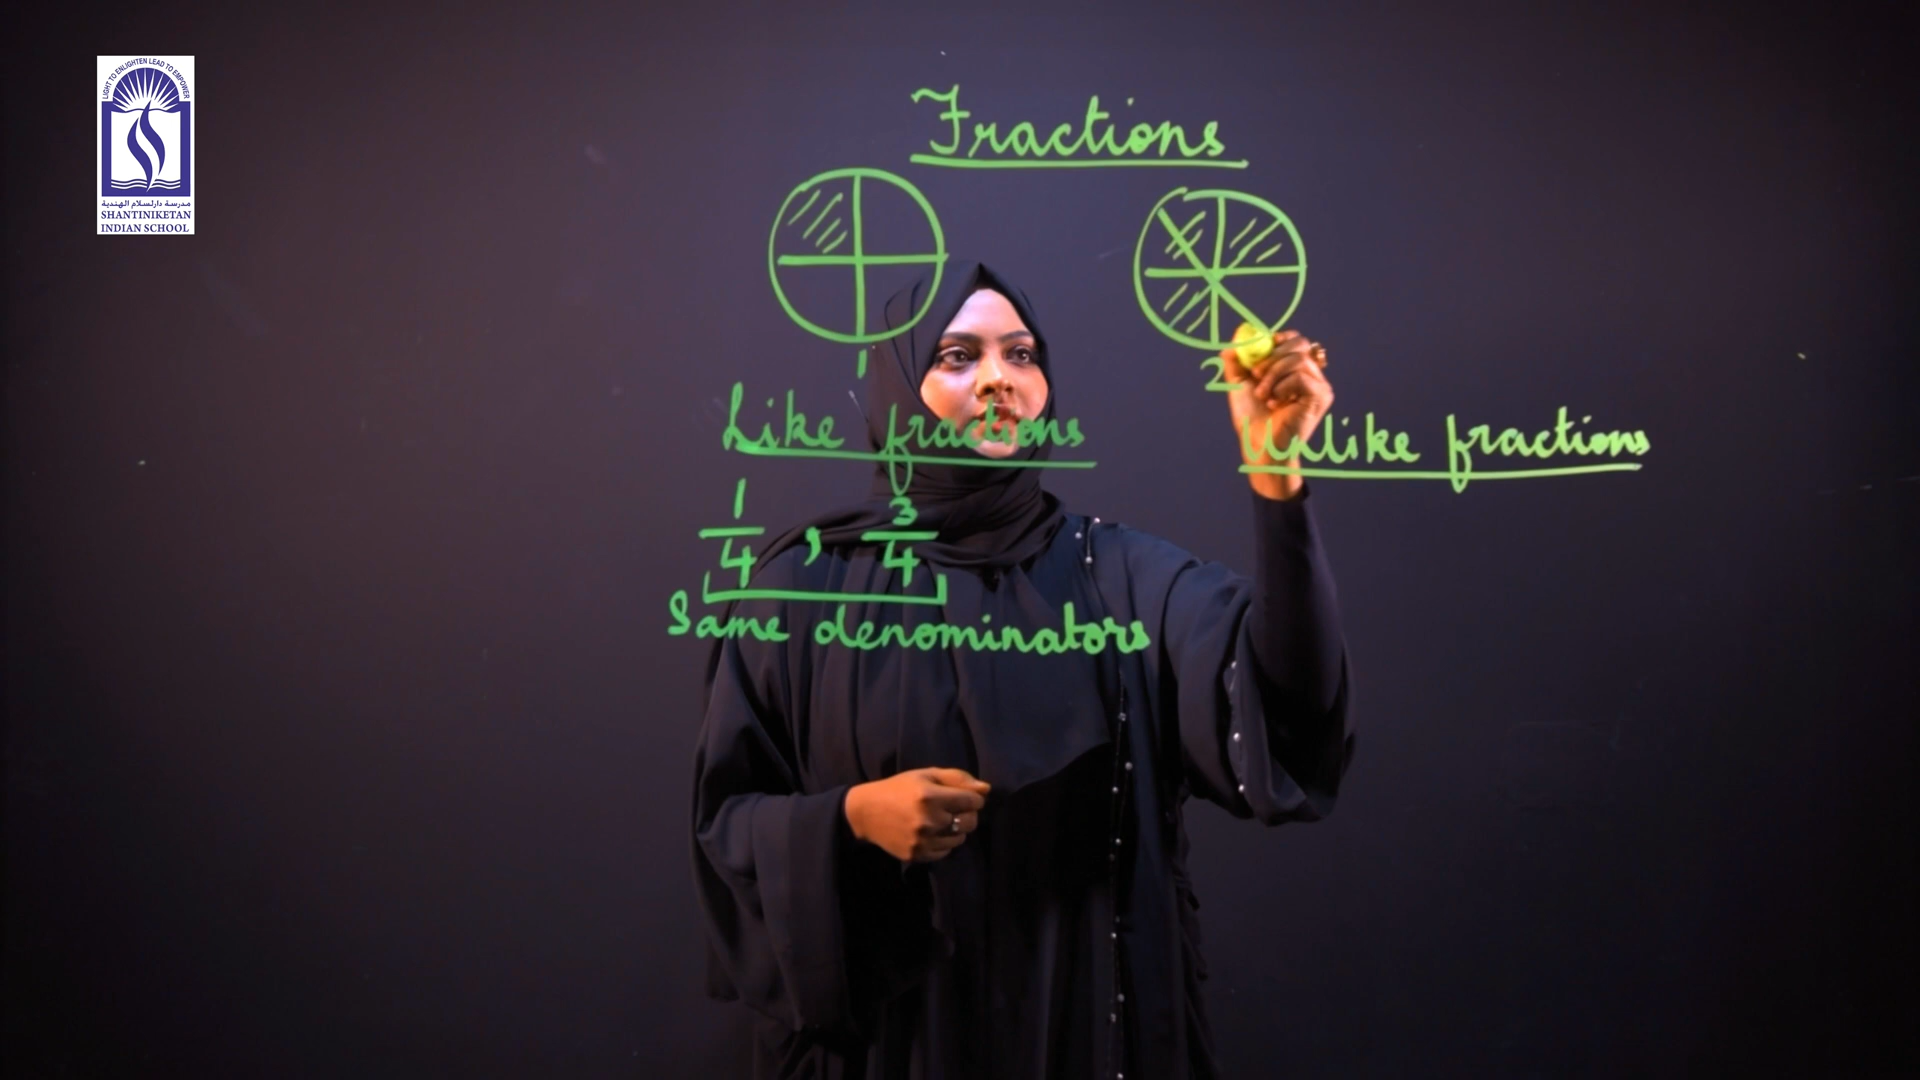 LIGHT TO ENLIGHTEN LEAD TO EMPOWER
مدرسة دارلسلام الهندية
SHANTINIKETAN
INDIAN SCHOOL
Fractions
1
2
Like fractions
Unlike fractions
1/4 , 3/4
Same denominators